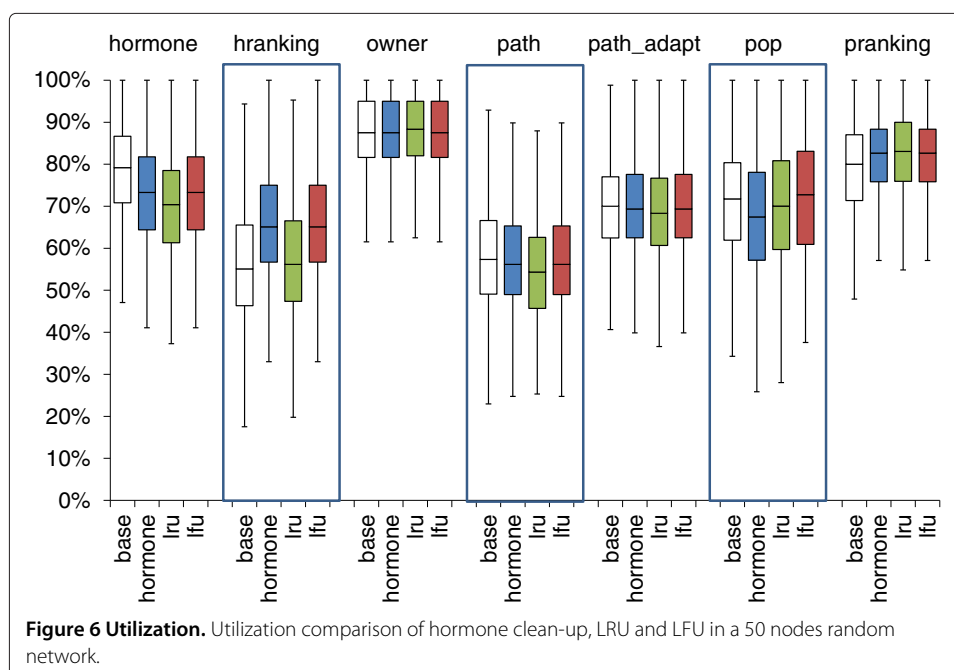 hormone hranking owner path path_adapt pop pranking
100%
90%
80%
70%
60%
50%
40%
30%
20%
10%
0%
base hormone lru lfu base hormone lru lfu base hormone lru lfu base hormone lru lfu base hormone lru lfu base hormone lru lfu base hormone lru lfu
Figure 6 Utilization. Utilization comparison of hormone clean-up, LRU and LFU in a 50 nodes random
network.